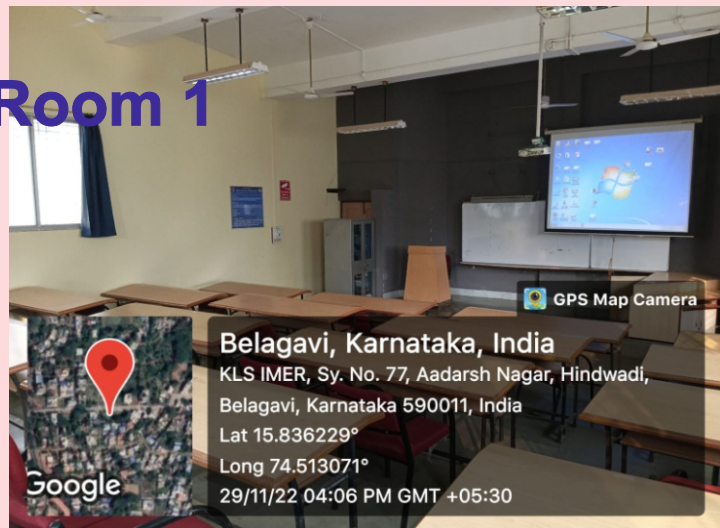 Room 1
GPS Map Camera
Belagavi, Karnataka, India
KLS IMER, Sy. No. 77, Aadarsh Nagar, Hindwadi,
Belagavi, Karnataka 590011, India
Lat 15.836229°
Long 74.513071°
29/11/22 04:06 PM GMT +05:30
Google